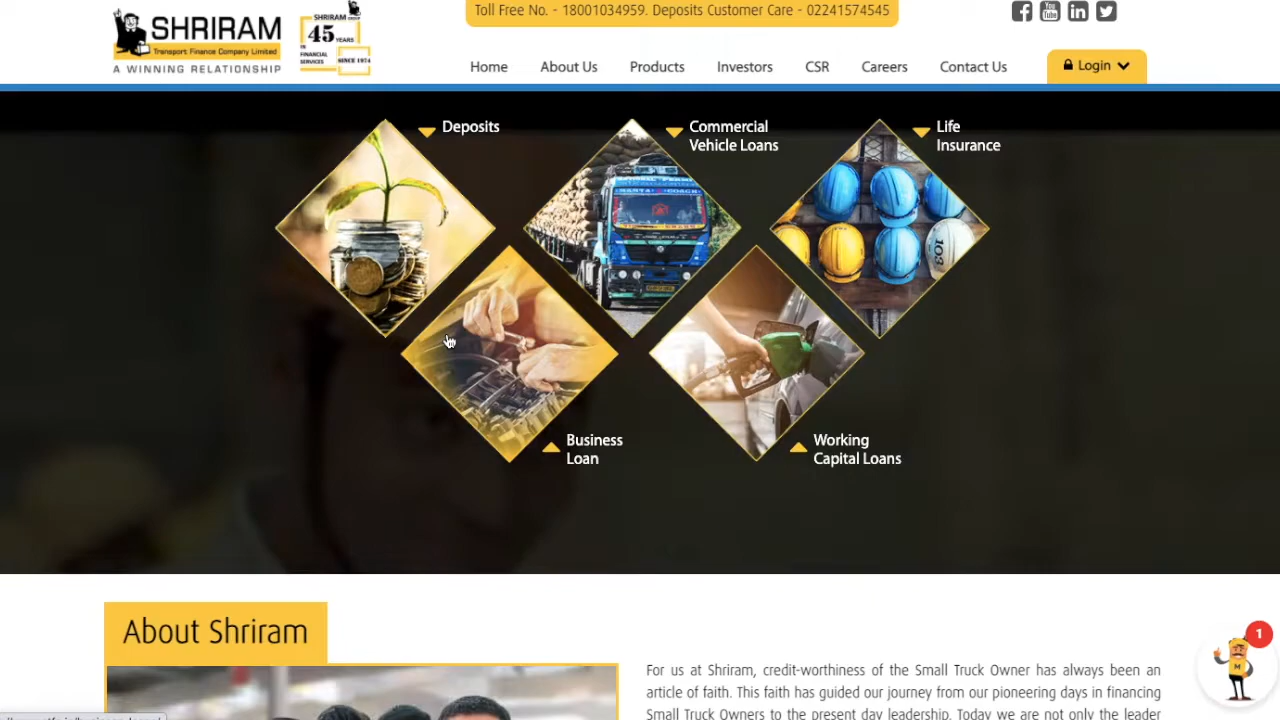 Toll Free No. - 18001034959. Deposits Customer Care - 02241574545
SHRIRAM
Transport Finance Company Limited
A WINNING RELATIONSHIP
SHRIRAM
45 YEARS
IN
FINANCIAL
SERVICES
SINCE 1974
Home
About Us
Products
Investors
CSR
Careers
Contact Us
Login
Deposits
Commercial
Vehicle Loans
Life
Insurance
103
Business
Loan
Working
Capital Loans
About Shriram
For us at Shriram, credit-worthiness of the Small Truck Owner has always been an
article of faith. This faith has guided our journey from our pioneering days in financing
Small Truck Owners to the present day leadership. Today we are not only the leader
1
M